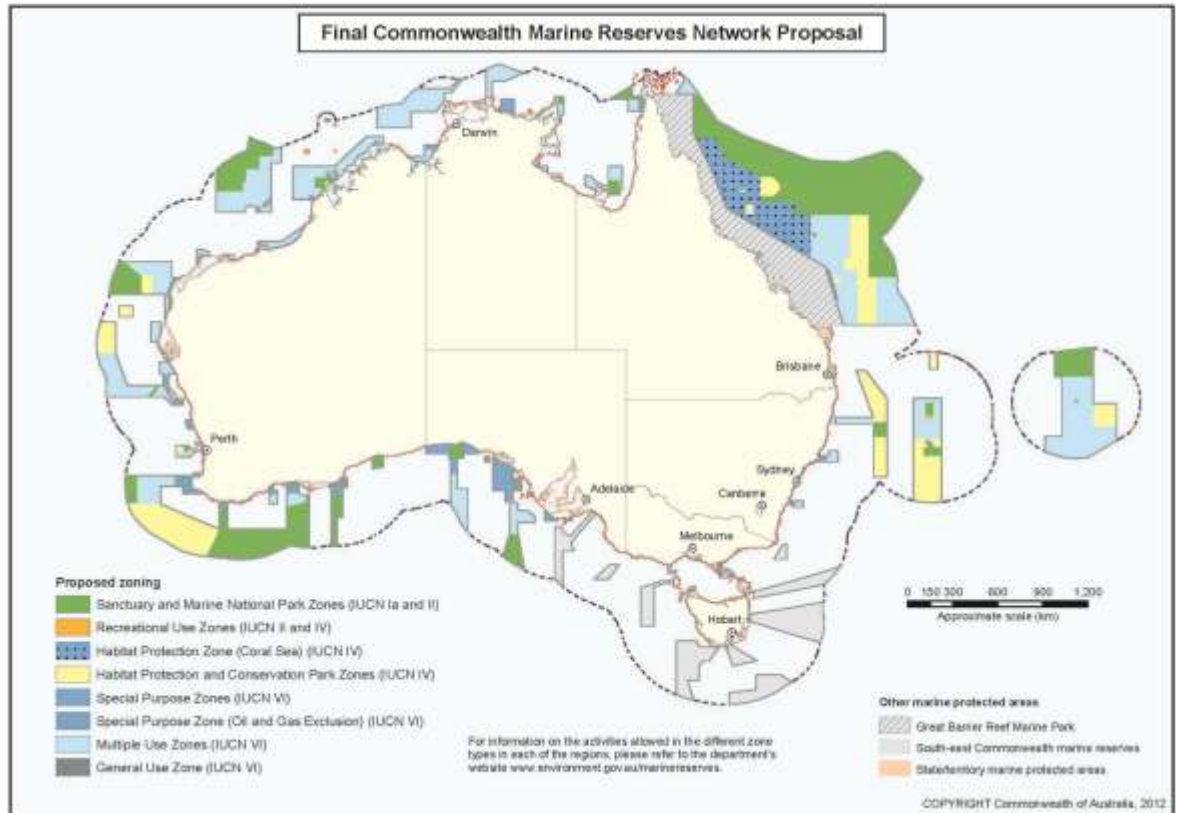 Final Commonwealth Marine Reserves Network Proposal
Darwin
Brisbane
Perth
Sydney
Adelaide
Canberra
Melbourne
Hobart
Proposed zoning
Sanctuary and Marine National Park Zones (IUCN Ia and II)
Recreational Use Zones (IUCN II and IV)
Habitat Protection Zone (Coral Sea) (IUCN IV)
Habitat Protection and Conservation Park Zones (IUCN IV)
Special Purpose Zones (IUCN VI)
Special Purpose Zone (Oil and Gas Exclusion) (IUCN VI)
Multiple Use Zones (IUCN VI)
General Use Zone (IUCN VI)
For information on the activities allowed in the different zone
types in each of the regions, please refer to the department's
website www.environment.gov.au/marinereserves.
0 150 300 600 900 1,200
Approximate scale (km)
Other marine protected areas
Great Barrier Reef Marine Park
South-east Commonwealth marine reserves
State/territory marine protected areas
COPYRIGHT Commonwealth of Australia, 2012